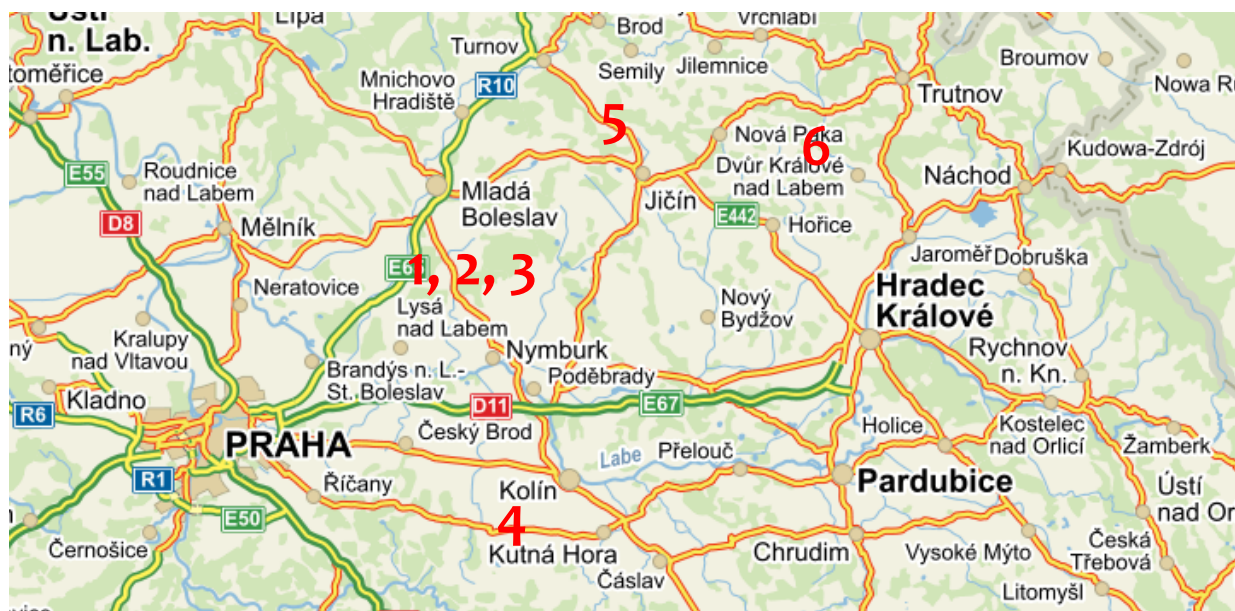 Ústí
n. Lab.
Lípa
Brod
Vrchlabí
Turnov
Semily
Jilemnice
Broumov
Nowa Ru
toměřice
Mnichovo
Hradiště
R10
Trutnov
5
Nová Paka
6
Kudowa-Zdrój
E55
Roudnice
nad Labem
Dvůr Králové
nad Labem
Náchod
Mladá
Boleslav
Jičín
D8
Mělník
E442
Hořice
Jaroměř
Dobruška
1, 2, 3
Neratovice
Lysá
nad Labem
Nový
Bydžov
Hradec
Králové
ný
Kralupy
nad Vltavou
Nymburk
Rychnov
n. Kn.
Brandýs n. L.-
St. Boleslav
Poděbrady
Kladno
R6
D11
E67
Kostelec
nad Orlicí
Žamberk
PRAHA
Český Brod
Labe
Přelouč
Holice
R1
Říčany
Kolín
Pardubice
Ústí
nad Or
E50
4
Černošice
Kutná Hora
Chrudim
Vysoké Mýto
Česká
Třebová
Čáslav
Litomyšl